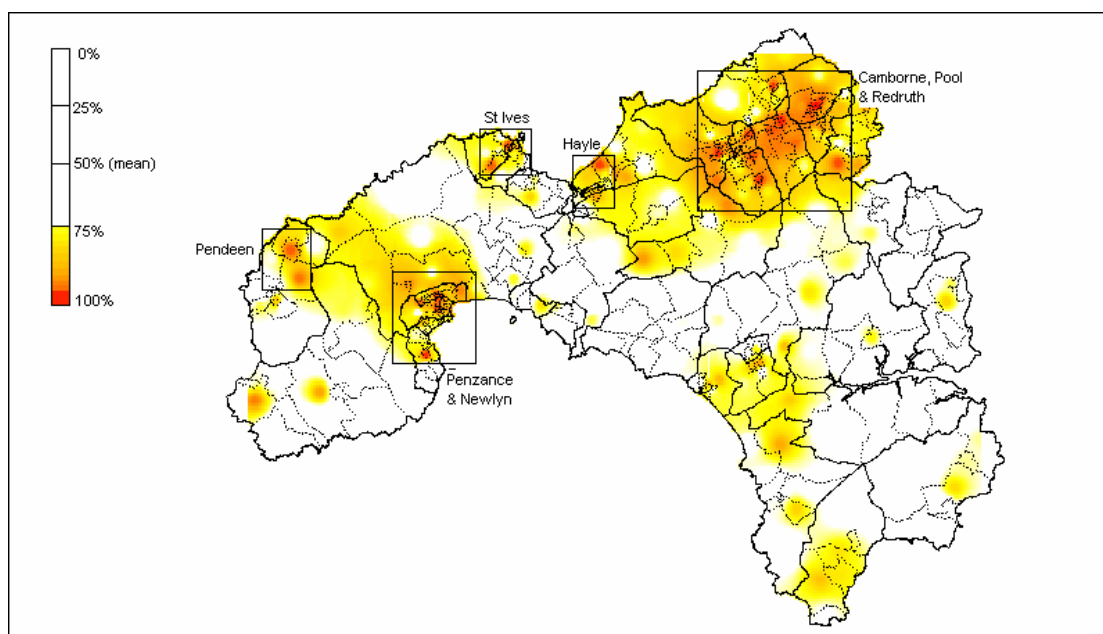 0%
25%
50% (mean)
75%
100%
Camborne, Pool
& Redruth
St Ives
Hayle
Pendeen
Penzance
& Newlyn